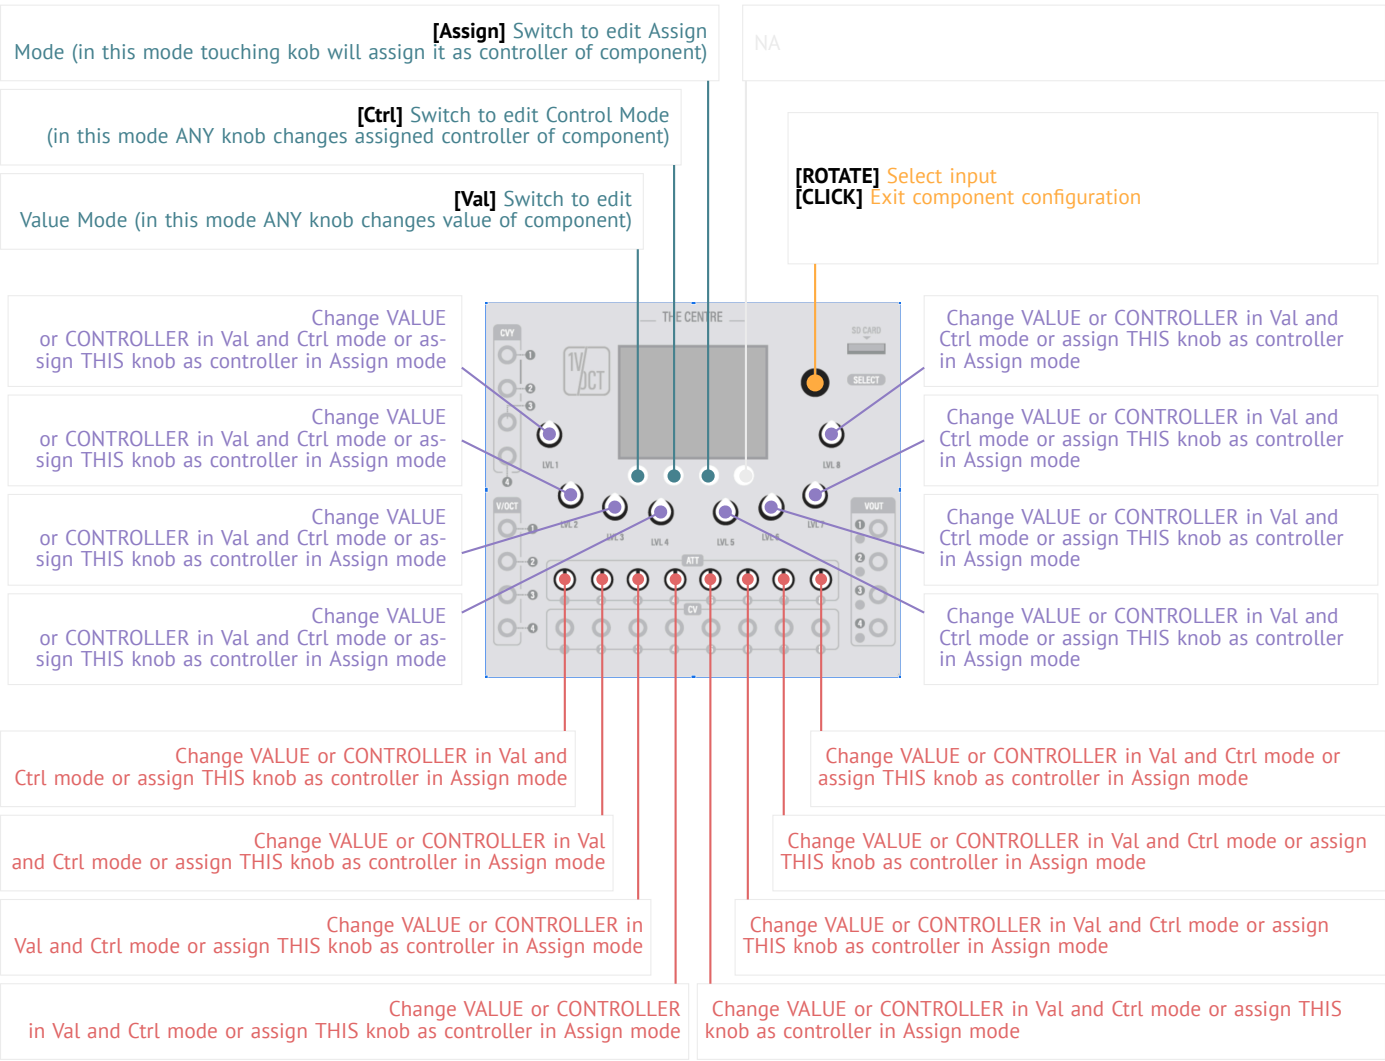 [Assign] Switch to edit Assign
Mode (in this mode touching kob will assign it as controller of component)
NA
[Ctrl] Switch to edit Control Mode
(in this mode ANY knob changes assigned controller of component)
[ROTATE] Select input
[CLICK] Exit component configuration
[Val] Switch to edit
Value Mode (in this mode ANY knob changes value of component)
Change VALUE
or CONTROLLER in Val and Ctrl mode or as-
sign THIS knob as controller in Assign mode
Change VALUE
or CONTROLLER in Val and Ctrl mode or as-
sign THIS knob as controller in Assign mode
Change VALUE
or CONTROLLER in Val and Ctrl mode or as-
sign THIS knob as controller in Assign mode
Change VALUE
or CONTROLLER in Val and Ctrl mode or as-
sign THIS knob as controller in Assign mode
THE CENTRE
CVY
1
2
3
4
1V/OCT
SD CARD
SELECT
LVL 1
LVL 8
LVL 2
LVL 3
LVL 4
LVL 5
LVL 6
LVL 7
V/OCT
1
2
3
4
VOUT
1
2
3
4
ATT
CV
Change VALUE or CONTROLLER in Val and
Ctrl mode or assign THIS knob as controller
in Assign mode
Change VALUE or CONTROLLER in Val and
Ctrl mode or assign THIS knob as controller
in Assign mode
Change VALUE or CONTROLLER in Val and
Ctrl mode or assign THIS knob as controller
in Assign mode
Change VALUE or CONTROLLER in Val and
Ctrl mode or assign THIS knob as controller
in Assign mode
Change VALUE or CONTROLLER in Val and
Ctrl mode or assign THIS knob as controller in Assign mode
Change VALUE or CONTROLLER in Val
and Ctrl mode or assign THIS knob as controller in Assign mode
Change VALUE or CONTROLLER in
Val and Ctrl mode or assign THIS knob as controller in Assign mode
Change VALUE or CONTROLLER
in Val and Ctrl mode or assign THIS knob as controller in Assign mode
Change VALUE or CONTROLLER in Val and Ctrl mode or
assign THIS knob as controller in Assign mode
Change VALUE or CONTROLLER in Val and Ctrl mode or assign
THIS knob as controller in Assign mode
Change VALUE or CONTROLLER in Val and Ctrl mode or assign
THIS knob as controller in Assign mode
Change VALUE or CONTROLLER in Val and Ctrl mode or assign THIS
knob as controller in Assign mode